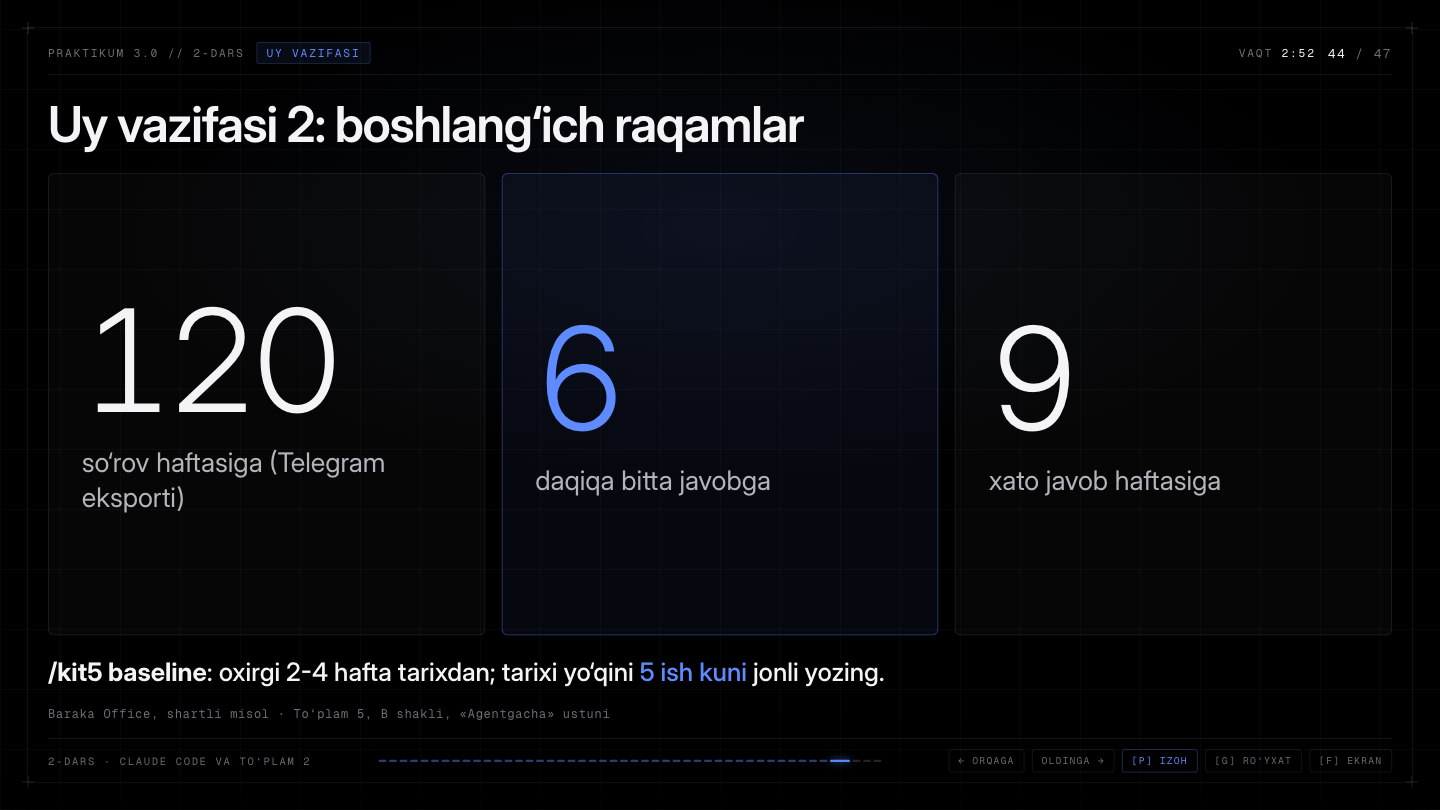 PRAKTIKUM 3.0 // 2-DARS UY VAZIFASI
VAQT 2:52 44 / 47
Uy vazifasi 2: boshlang‘ich raqamlar
120
so‘rov haftasiga (Telegram
eksporti)
6
daqiqa bitta javobga
9
xato javob haftasiga
/kit5 baseline: oxirgi 2-4 hafta tarixdan; tarixi yo‘qini 5 ish kuni jonli yozing.
Baraka Office, shartli misol · To‘plam 5, B shakli, «Agentgacha» ustuni
2-DARS · CLAUDE CODE VA TO‘PLAM 2
← ORQAGA
OLDINGA →
[P] IZOH
[G] RO‘YXAT
[F] EKRAN